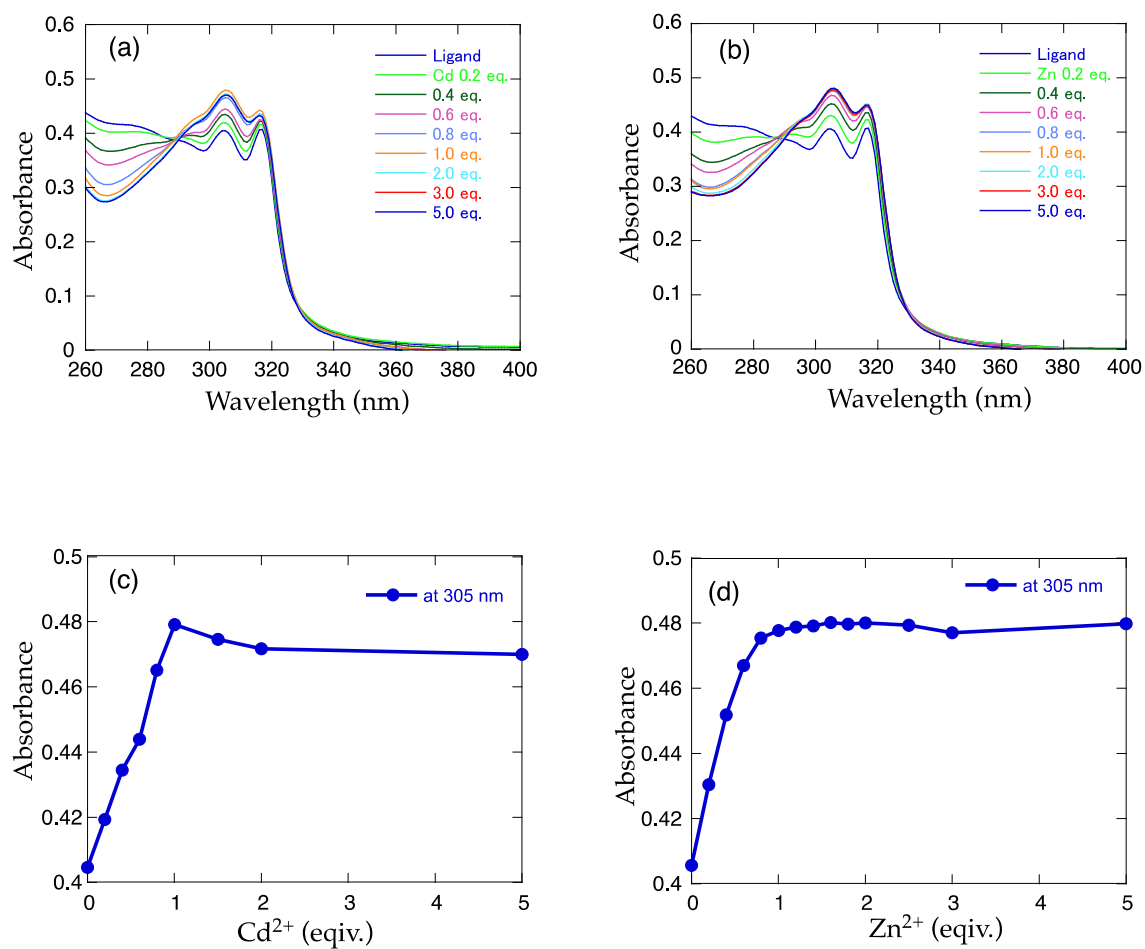 (a)
Ligand
Cd 0.2 eq.
0.4 eq.
0.6 eq.
0.8 eq.
1.0 eq.
2.0 eq.
3.0 eq.
5.0 eq.
Absorbance
0.6
0.5
0.4
0.3
0.2
0.1
0
260 280 300 320 340 360 380 400
Wavelength (nm)
(b)
Ligand
Zn 0.2 eq.
0.4 eq.
0.6 eq.
0.8 eq.
1.0 eq.
2.0 eq.
3.0 eq.
5.0 eq.
Absorbance
0.6
0.5
0.4
0.3
0.2
0.1
0
260 280 300 320 340 360 380 400
Wavelength (nm)
(c)
at 305 nm
Absorbance
0.5
0.48
0.46
0.44
0.42
0.4
0 1 2 3 4 5
Cd²⁺ (eqiv.)
(d)
at 305 nm
Absorbance
0.5
0.48
0.46
0.44
0.42
0.4
0 1 2 3 4 5
Zn²⁺ (equiv.)